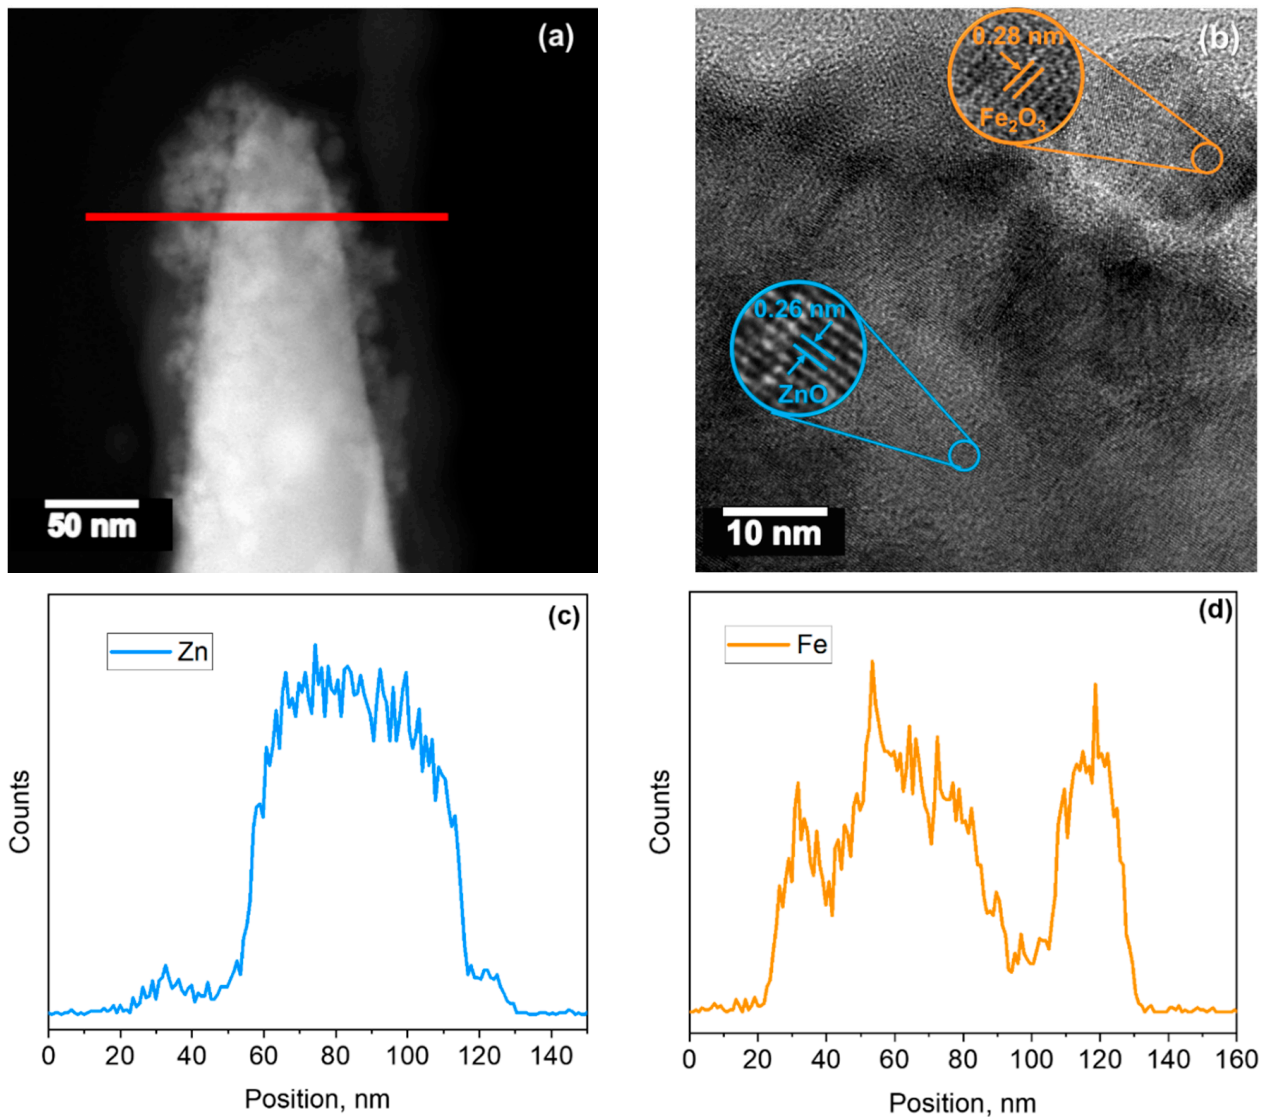 (a)
50 nm
(b)
0.28 nm
Fe₂O₃
0.26 nm
ZnO
10 nm
(c)
Zn
Counts
0 20 40 60 80 100 120 140
Position, nm
(d)
Fe
Counts
0 20 40 60 80 100 120 140 160
Position, nm